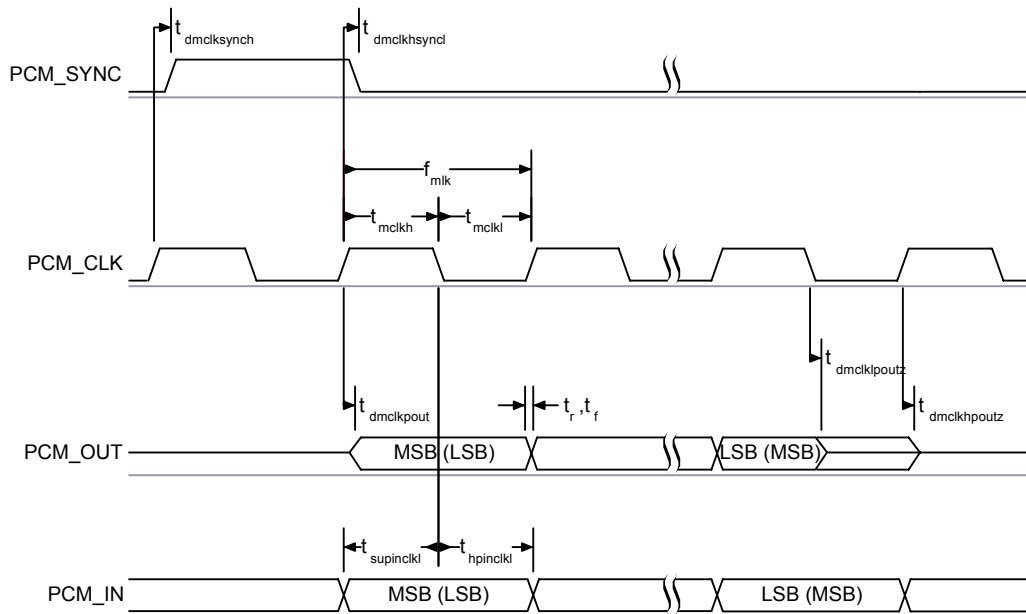 t dmclksynch
t dmclkhsyncl
PCM_SYNC
f mlk
t mclkh
t mclkl
PCM_CLK
t dmclklpoutz
t dmclkpout
t r ,t f
t dmclkhpoutz
PCM_OUT
MSB (LSB)
LSB (MSB)
t supinclkl
t hpinclkl
PCM_IN
MSB (LSB)
LSB (MSB)